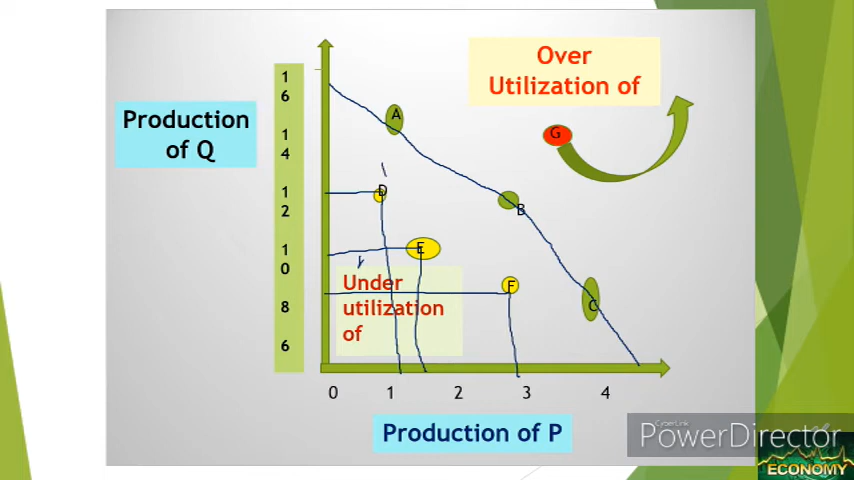 Over
Utilization of
Production
of Q
1
6
1
4
1
2
1
0
8
6
A
G
D
B
E
F
C
Under
utilization
of
0 1 2 3 4
Production of P
CyberLink
PowerDirector
ECONOMY